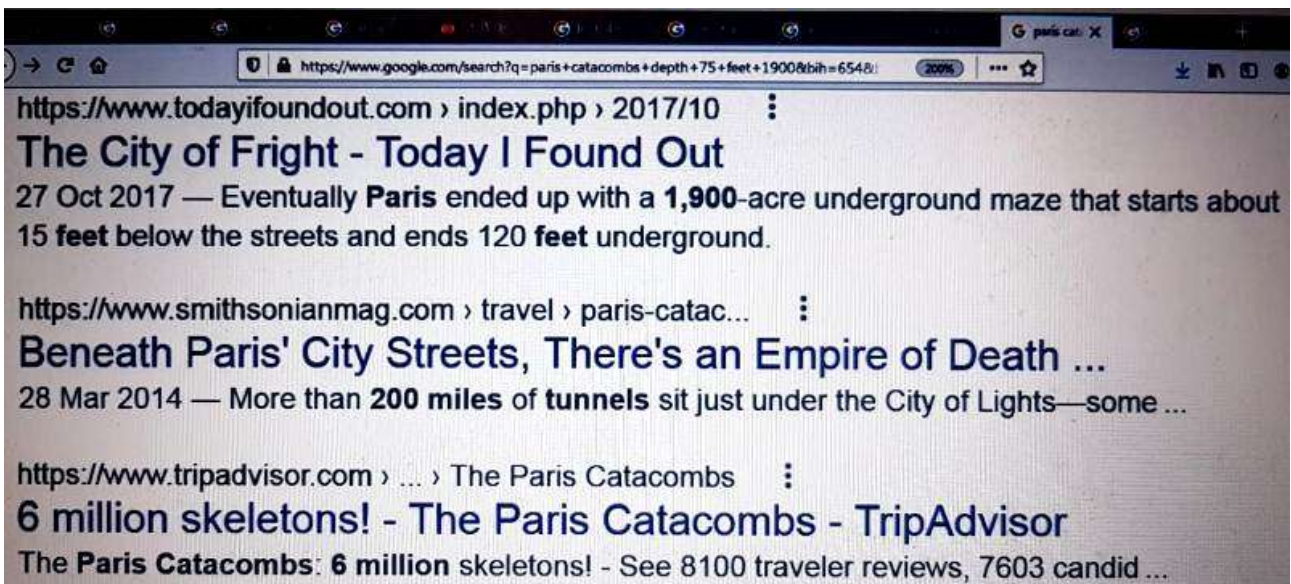 G paris cat X
https://www.google.com/search?q=paris+catacombs+depth+75+feet+1900&bih=654& 200%
https://www.todayifoundout.com › index.php › 2017/10
The City of Fright - Today I Found Out
27 Oct 2017 — Eventually Paris ended up with a 1,900-acre underground maze that starts about
15 feet below the streets and ends 120 feet underground.
https://www.smithsonianmag.com › travel › paris-catac...
Beneath Paris' City Streets, There's an Empire of Death ...
28 Mar 2014 — More than 200 miles of tunnels sit just under the City of Lights—some ...
https://www.tripadvisor.com › ... › The Paris Catacombs
6 million skeletons! - The Paris Catacombs - TripAdvisor
The Paris Catacombs: 6 million skeletons! - See 8100 traveler reviews, 7603 candid ...